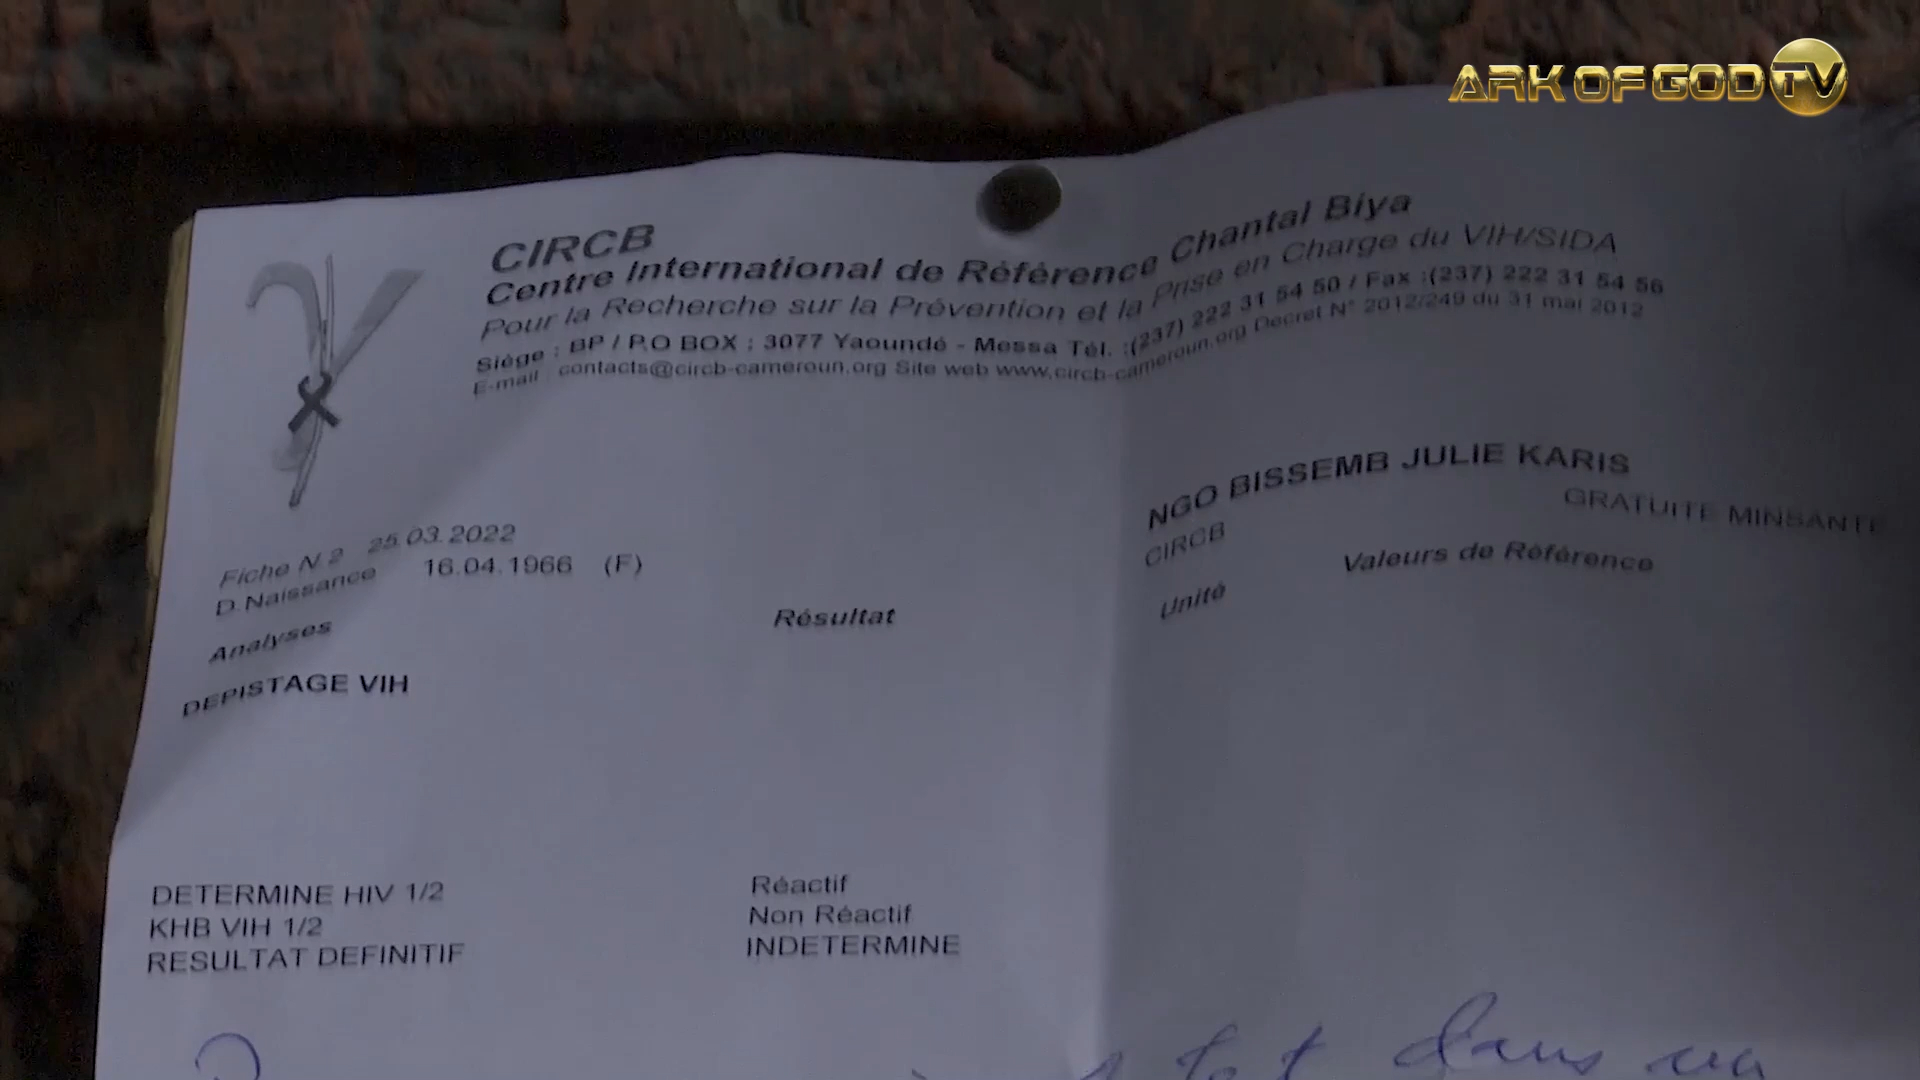 ARK OF GOD TV
CIRCB
Centre International de Référence Chantal Biya
Pour la Recherche sur la Prévention et la Prise en Charge du VIH/SIDA
Siège : BP / P.O BOX : 3077 Yaoundé - Messa Tél. :(237) 222 31 54 50 / Fax :(237) 222 31 54 56
E-mail : contacts@circb-cameroun.org Site web www.circb-cameroun.org Decret N° 2012/249 du 31 mai 2012
NGO BISSEMB JULIE KARIS
GRATUITE MINSANTE
Fiche N.2 25.03.2022
CIRCB
D.Naissance 16.04.1966 (F)
Analyses Résultat Unité Valeurs de Référence
DEPISTAGE VIH
DETERMINE HIV 1/2 Réactif
KHB VIH 1/2 Non Réactif
RESULTAT DEFINITIF INDETERMINE
dans un